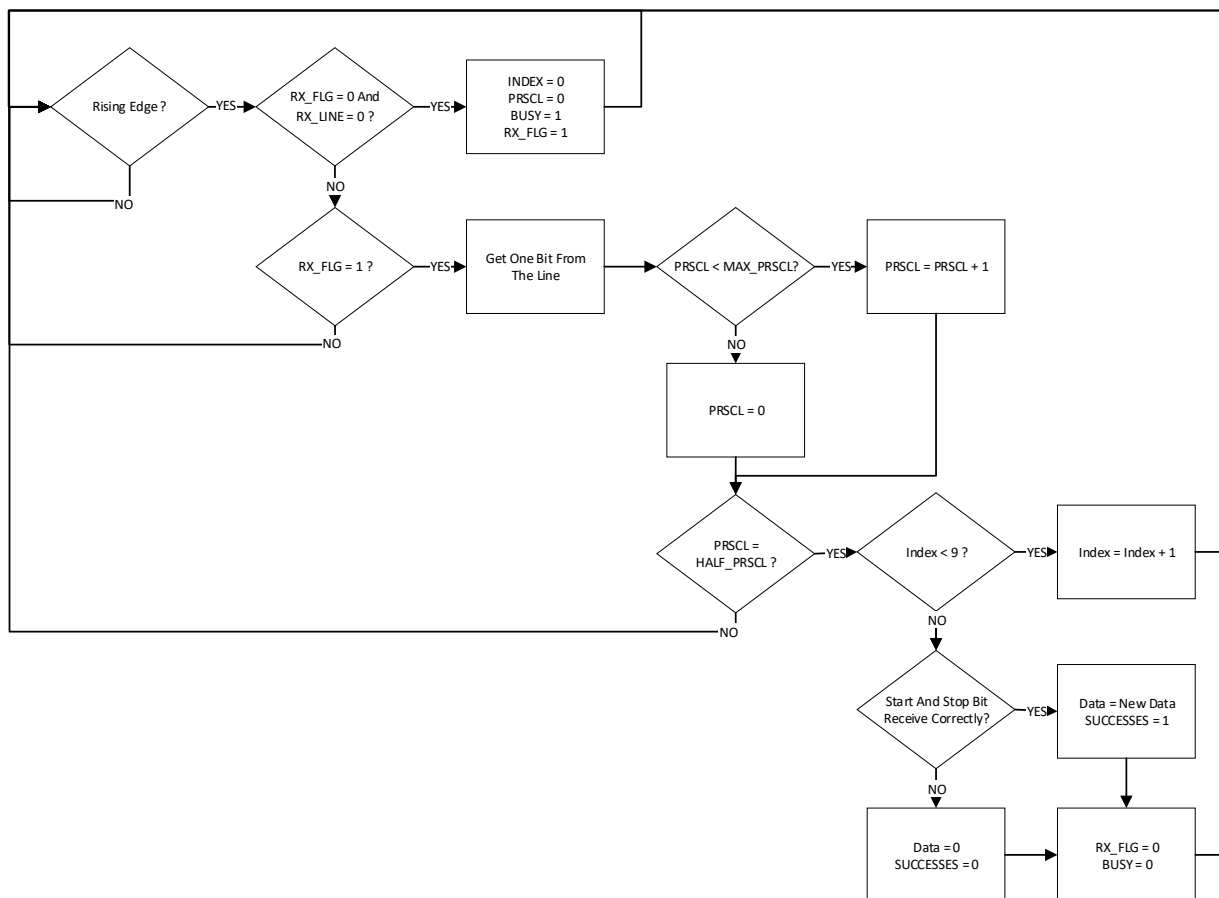 Rising Edge ?
YES
RX_FLG = 0 And
RX_LINE = 0 ?
YES
INDEX = 0
PRSCL = 0
BUSY = 1
RX_FLG = 1
NO
NO
RX_FLG = 1 ?
YES
Get One Bit From
The Line
PRSCL < MAX_PRSCL?
YES
PRSCL = PRSCL + 1
NO
NO
PRSCL = 0
PRSCL =
HALF_PRSCL ?
YES
Index < 9 ?
YES
Index = Index + 1
NO
NO
Start And Stop Bit
Receive Correctly?
YES
Data = New Data
SUCCESSES = 1
NO
Data = 0
SUCCESSES = 0
RX_FLG = 0
BUSY = 0